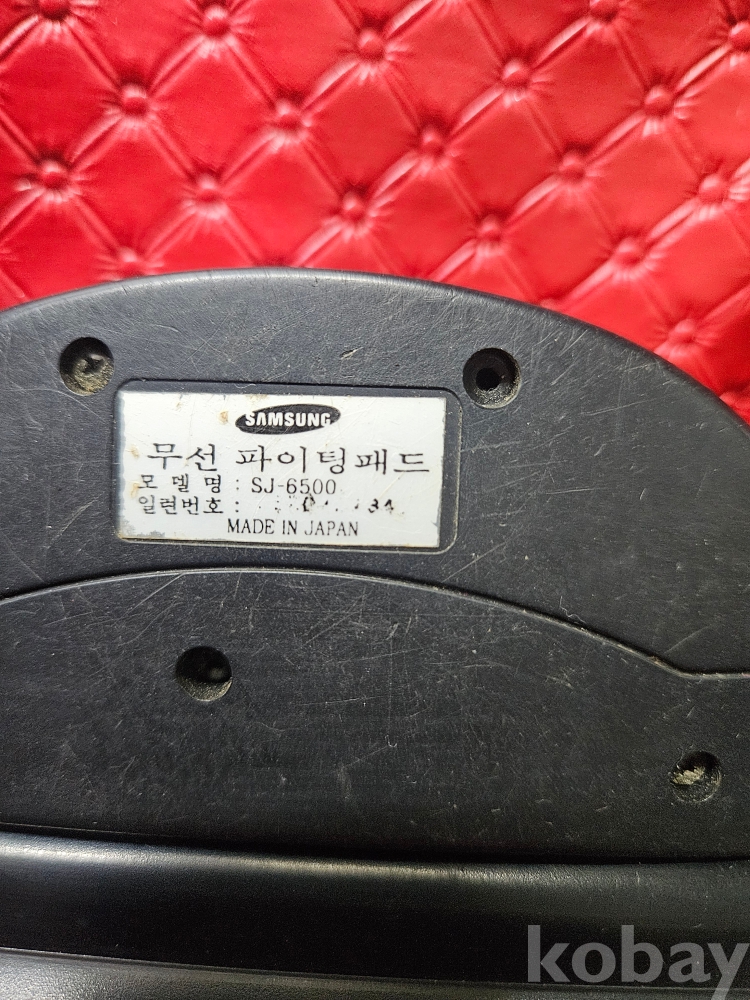 SAMSUNG
무선 파이팅패드
모 델 명 : SJ-6500
일련번호 :
MADE IN JAPAN
kobay